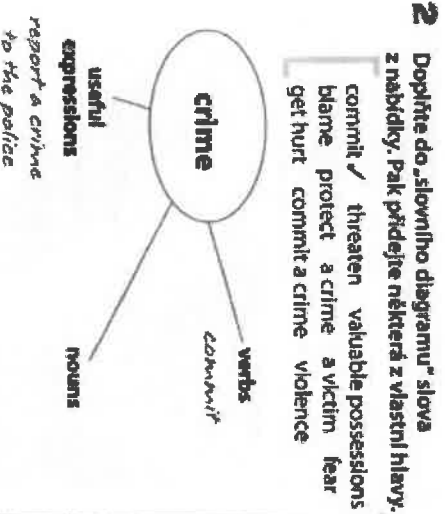 2 Doplňte do „slovního diagramu" slova
z nabídky. Pak přidejte některá z vlastní hlavy.
commit ✓ threaten valuable possessions
blame protect a crime a victim fear
get hurt commit a crime violence
crime
verbs
commit
useful
expressions
report a crime
to the police
nouns